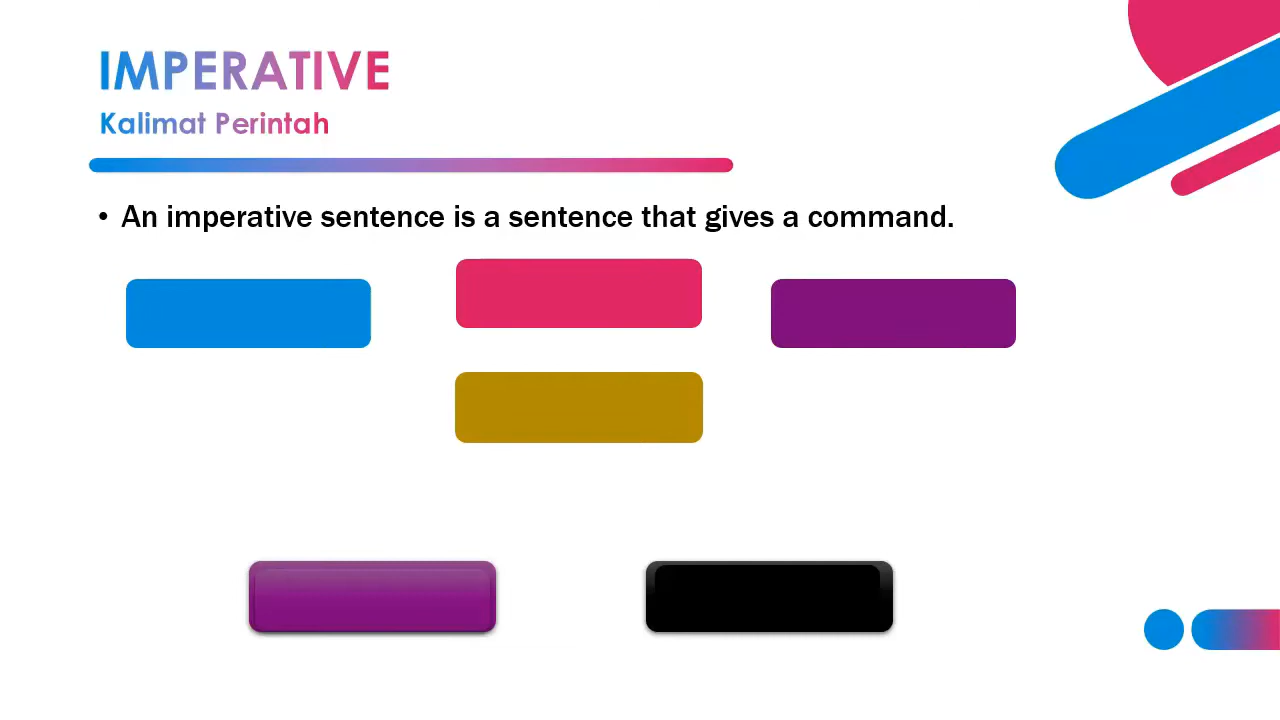 IMPERATIVE
Kalimat Perintah
• An imperative sentence is a sentence that gives a command.